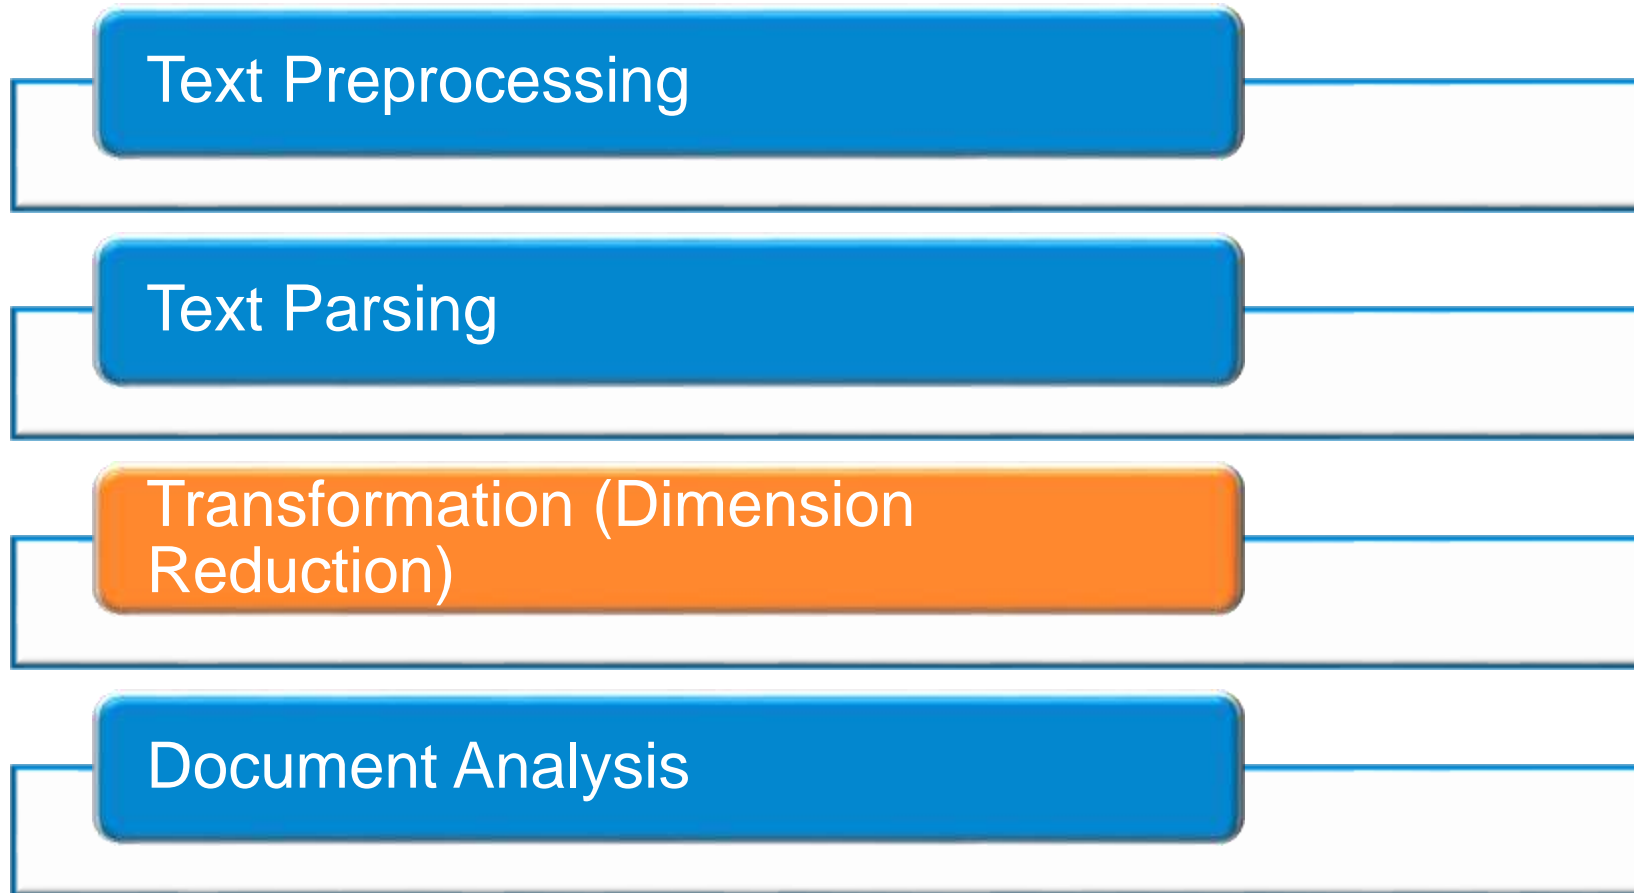 Text Preprocessing
Text Parsing
Transformation (Dimension
Reduction)
Document Analysis